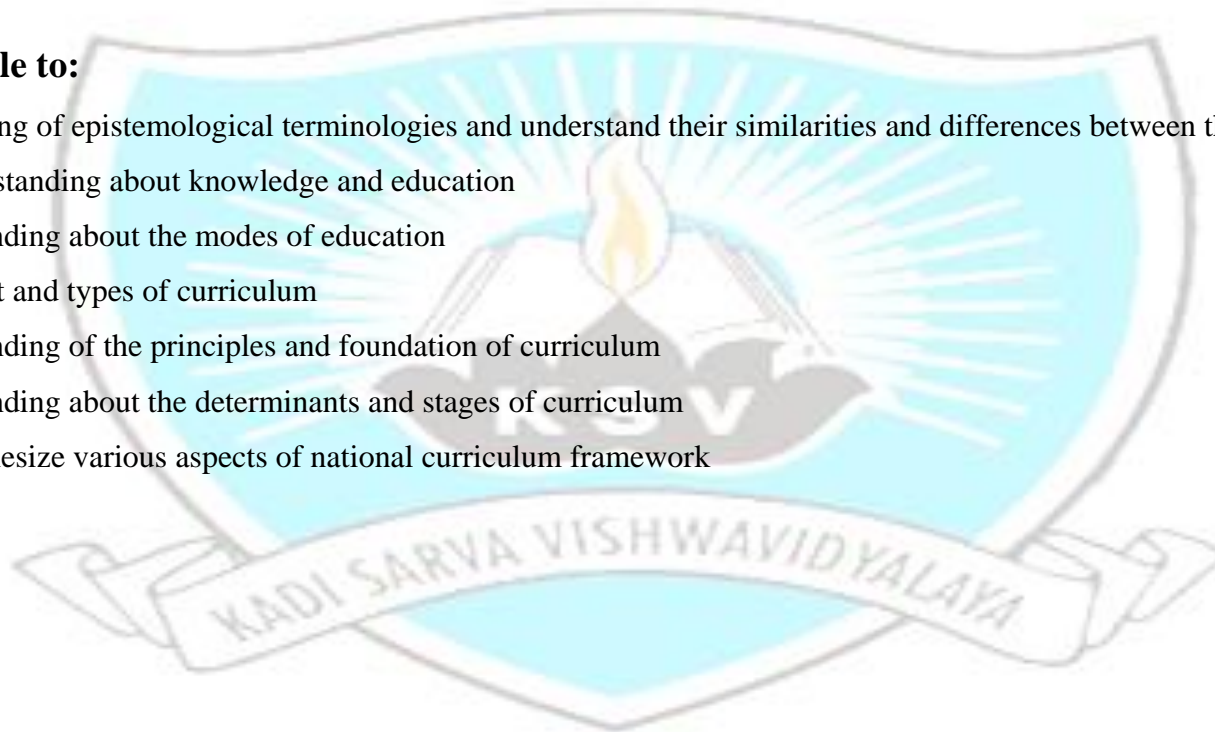 le to:
ng of epistemological terminologies and understand their similarities and differences between t
standing about knowledge and education
nding about the modes of education
t and types of curriculum
nding of the principles and foundation of curriculum
nding about the determinants and stages of curriculum
esize various aspects of national curriculum framework
KSV
KADI SARVA VISHWAVIDYALAYA